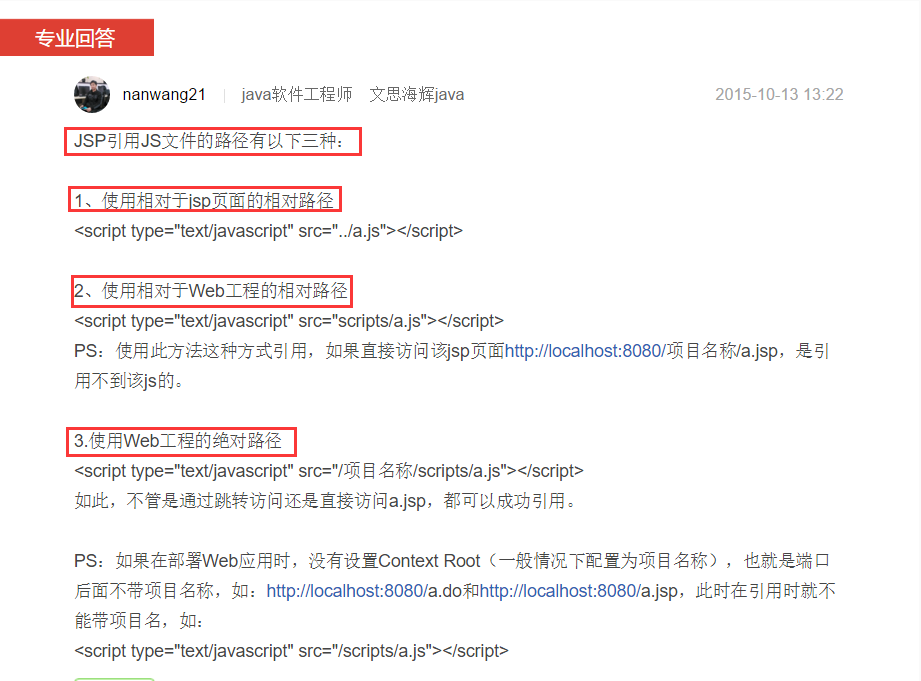 专业回答
nanwang21 | java软件工程师 文思海辉java 2015-10-13 13:22
JSP引用JS文件的路径有以下三种：
1、使用相对于jsp页面的相对路径
<script type="text/javascript" src="../a.js"></script>
2、使用相对于Web工程的相对路径
<script type="text/javascript" src="scripts/a.js"></script>
PS：使用此方法这种方式引用，如果直接访问该jsp页面http://localhost:8080/项目名称/a.jsp，是引
用不到该js的。
3.使用Web工程的绝对路径
<script type="text/javascript" src="/项目名称/scripts/a.js"></script>
如此，不管是通过跳转访问还是直接访问a.jsp，都可以成功引用。
PS：如果在部署Web应用时，没有设置Context Root（一般情况下配置为项目名称），也就是端口
后面不带项目名称，如：http://localhost:8080/a.do和http://localhost:8080/a.jsp，此时在引用时就不
能带项目名，如：
<script type="text/javascript" src="/scripts/a.js"></script>